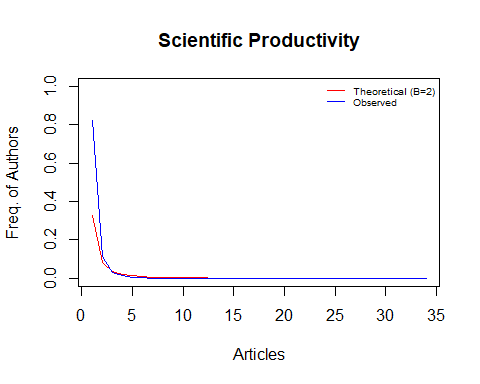 Scientific Productivity
Theoretical (B=2)
Observed
Freq. of Authors
1.0
0.8
0.6
0.4
0.2
0.0
0 5 10 15 20 25 30 35
Articles